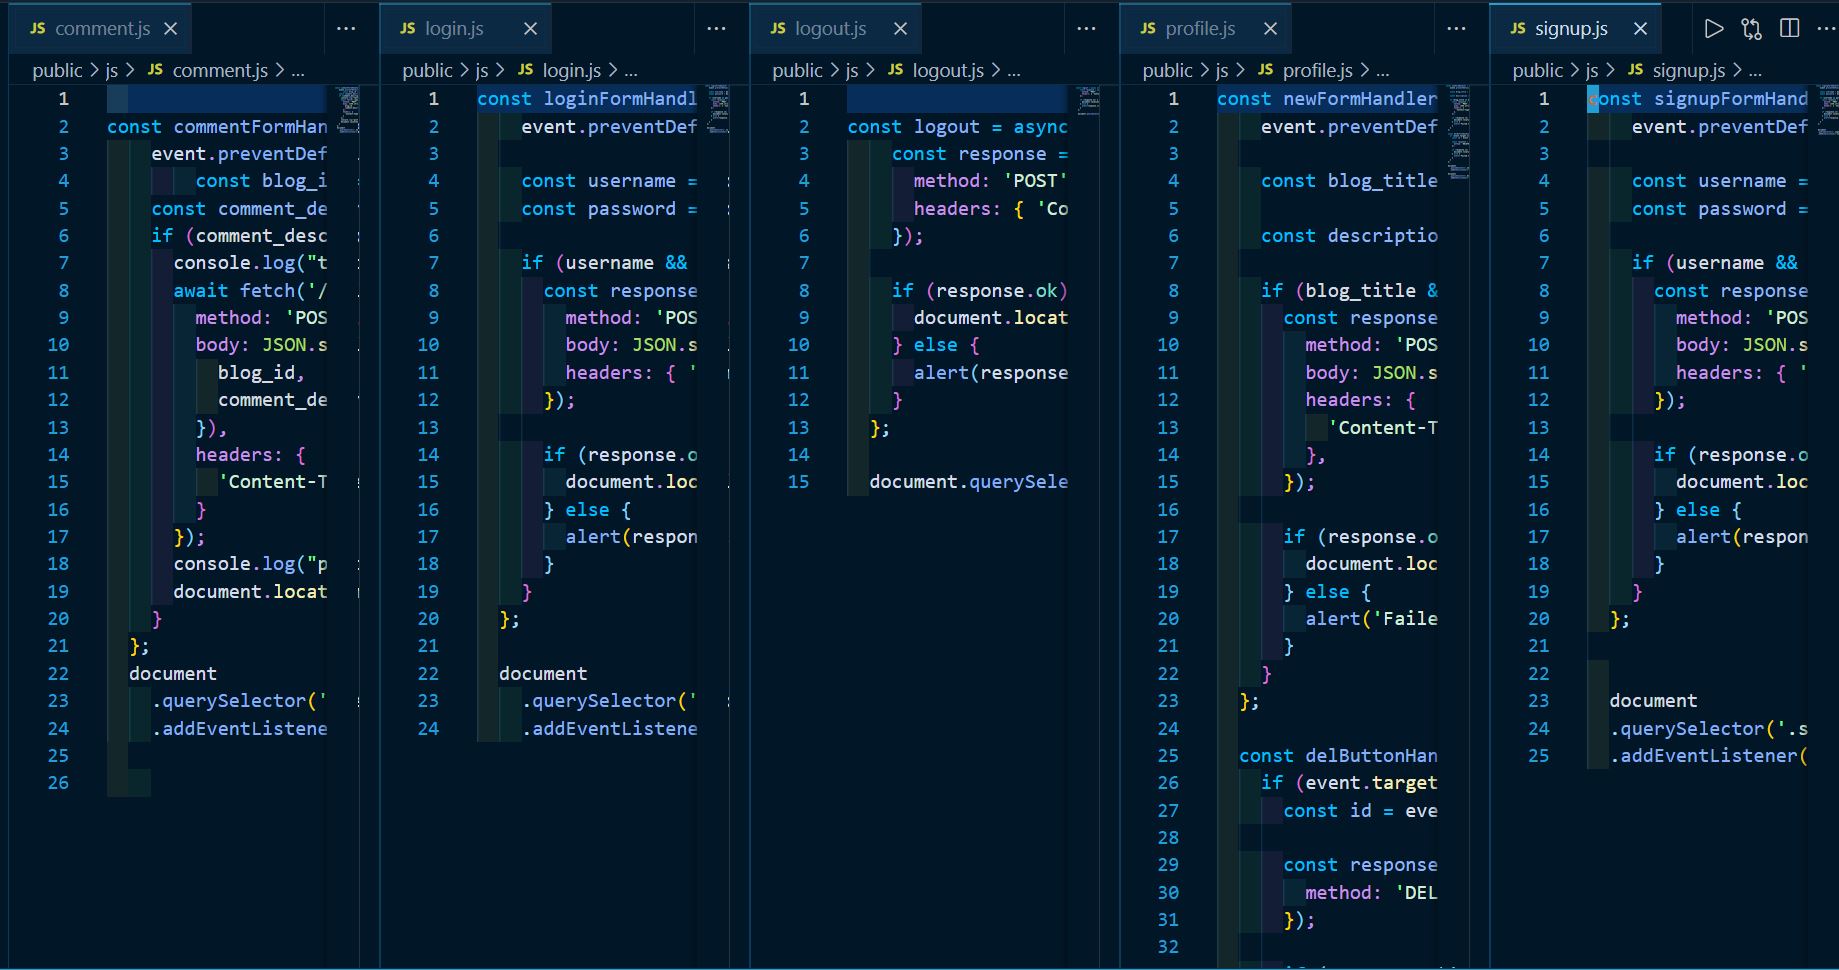 JS comment.js
public > js > JS comment.js > ...
1
2 const commentFormHan
3 event.preventDef
4 const blog_i
5 const comment_de
6 if (comment_desc
7 console.log("t
8 await fetch('/
9 method: 'POS
10 body: JSON.s
11 blog_id,
12 comment_de
13 }),
14 headers: {
15 'Content-T
16 }
17 });
18 console.log("p
19 document.locat
20 }
21 };
22 document
23 .querySelector('
24 .addEventListene
25
26
JS login.js
public > js > JS login.js > ...
1 const loginFormHandl
2 event.preventDef
3
4 const username =
5 const password =
6
7 if (username &&
8 const response
9 method: 'POS
10 body: JSON.s
11 headers: { '
12 });
13
14 if (response.o
15 document.loc
16 } else {
17 alert(respon
18 }
19 }
20 };
21
22 document
23 .querySelector('
24 .addEventListene
JS logout.js
public > js > JS logout.js > ...
1
2 const logout = async
3 const response =
4 method: 'POST'
5 headers: { 'Co
6 });
7
8 if (response.ok)
9 document.locat
10 } else {
11 alert(response
12 }
13 };
14
15 document.querySele
JS profile.js
public > js > JS profile.js > ...
1 const newFormHandler
2 event.preventDef
3
4 const blog_title
5
6 const descriptio
7
8 if (blog_title &
9 const response
10 method: 'POS
11 body: JSON.s
12 headers: {
13 'Content-T
14 },
15 });
16
17 if (response.o
18 document.loc
19 } else {
20 alert('Faile
21 }
22 }
23 };
24
25 const delButtonHan
26 if (event.target
27 const id = eve
28
29 const response
30 method: 'DEL
31 });
32
JS signup.js
public > js > JS signup.js > ...
1 const signupFormHand
2 event.preventDef
3
4 const username =
5 const password =
6
7 if (username &&
8 const response
9 method: 'POS
10 body: JSON.s
11 headers: { '
12 });
13
14 if (response.o
15 document.loc
16 } else {
17 alert(respon
18 }
19 }
20 };
21
22
23 document
24 .querySelector('.s
25 .addEventListener(